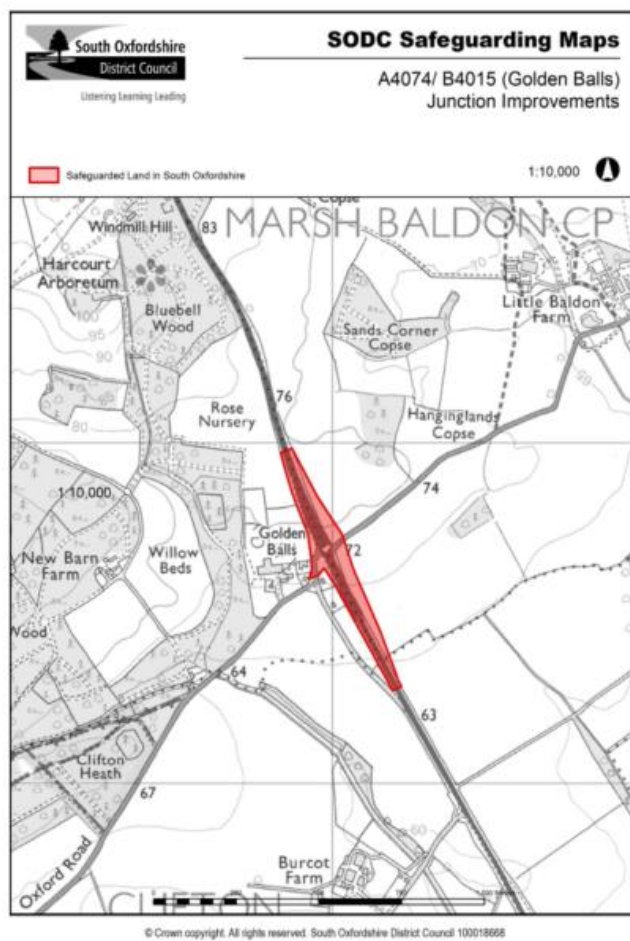 South Oxfordshire
District Council
Listening Learning Leading
SODC Safeguarding Maps
A4074/ B4015 (Golden Balls)
Junction Improvements
Safeguarded Land in South Oxfordshire
1:10,000
Copse
MARSH BALDON CP
Windmill Hill
83
Harcourt
Arboretum
70
Little Baldon
Farm
100
95
90
Bluebell
Wood
Sands Corner
Copse
65
85
76
Rose
Nursery
80
Hanginglands
Copse
74
1:10,000
Golden
Balls
72
New Barn
Farm
Willow
Beds
Wood
64
63
Clifton
Heath
67
60
Oxford Road
Burcot
Farm
CLIFTON
© Crown copyright. All rights reserved. South Oxfordshire District Council 100018668